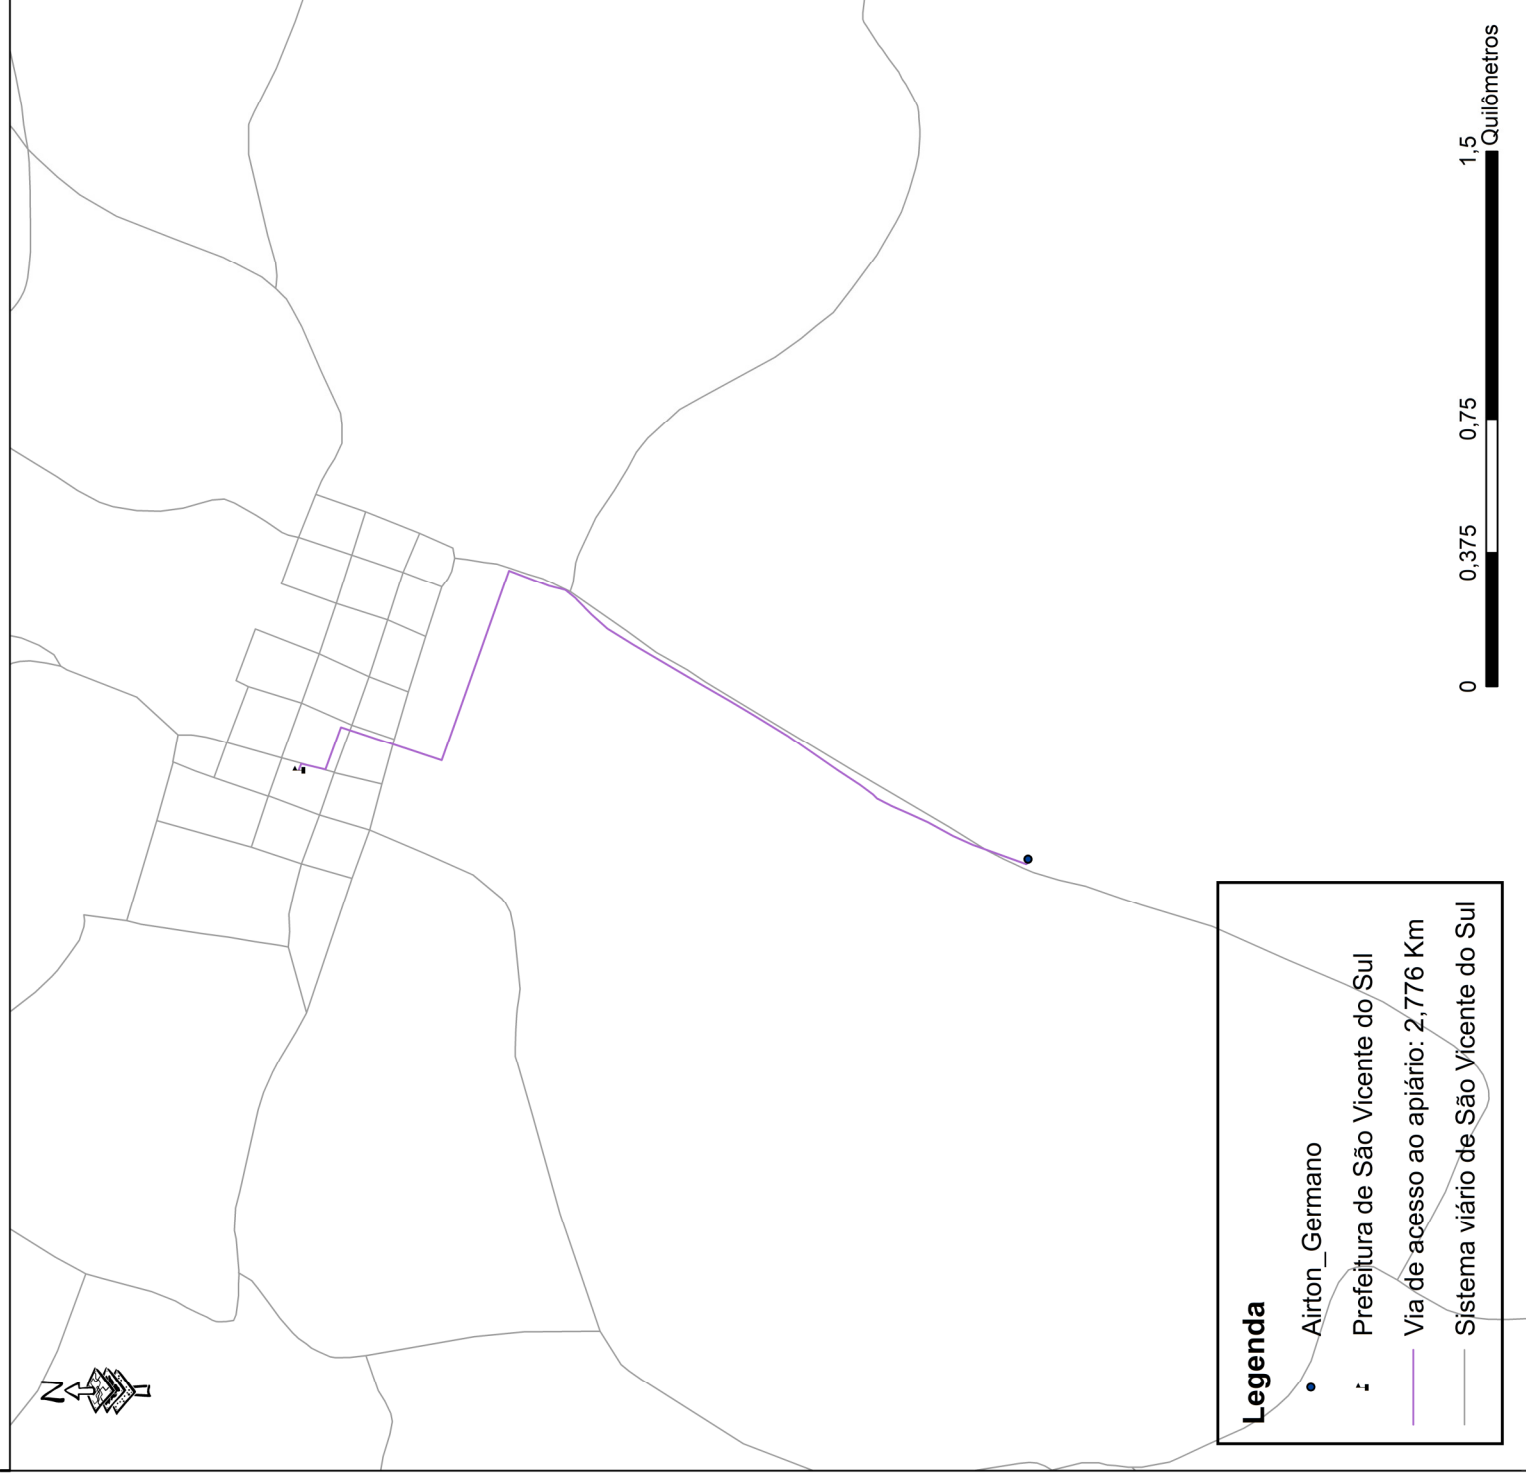 N
Legenda
Airton_Germano
Prefeitura de São Vicente do Sul
Via de acesso ao apiário: 2,776 Km
Sistema viário de São Vicente do Sul
0 0,375 0,75 1,5
Quilômetros